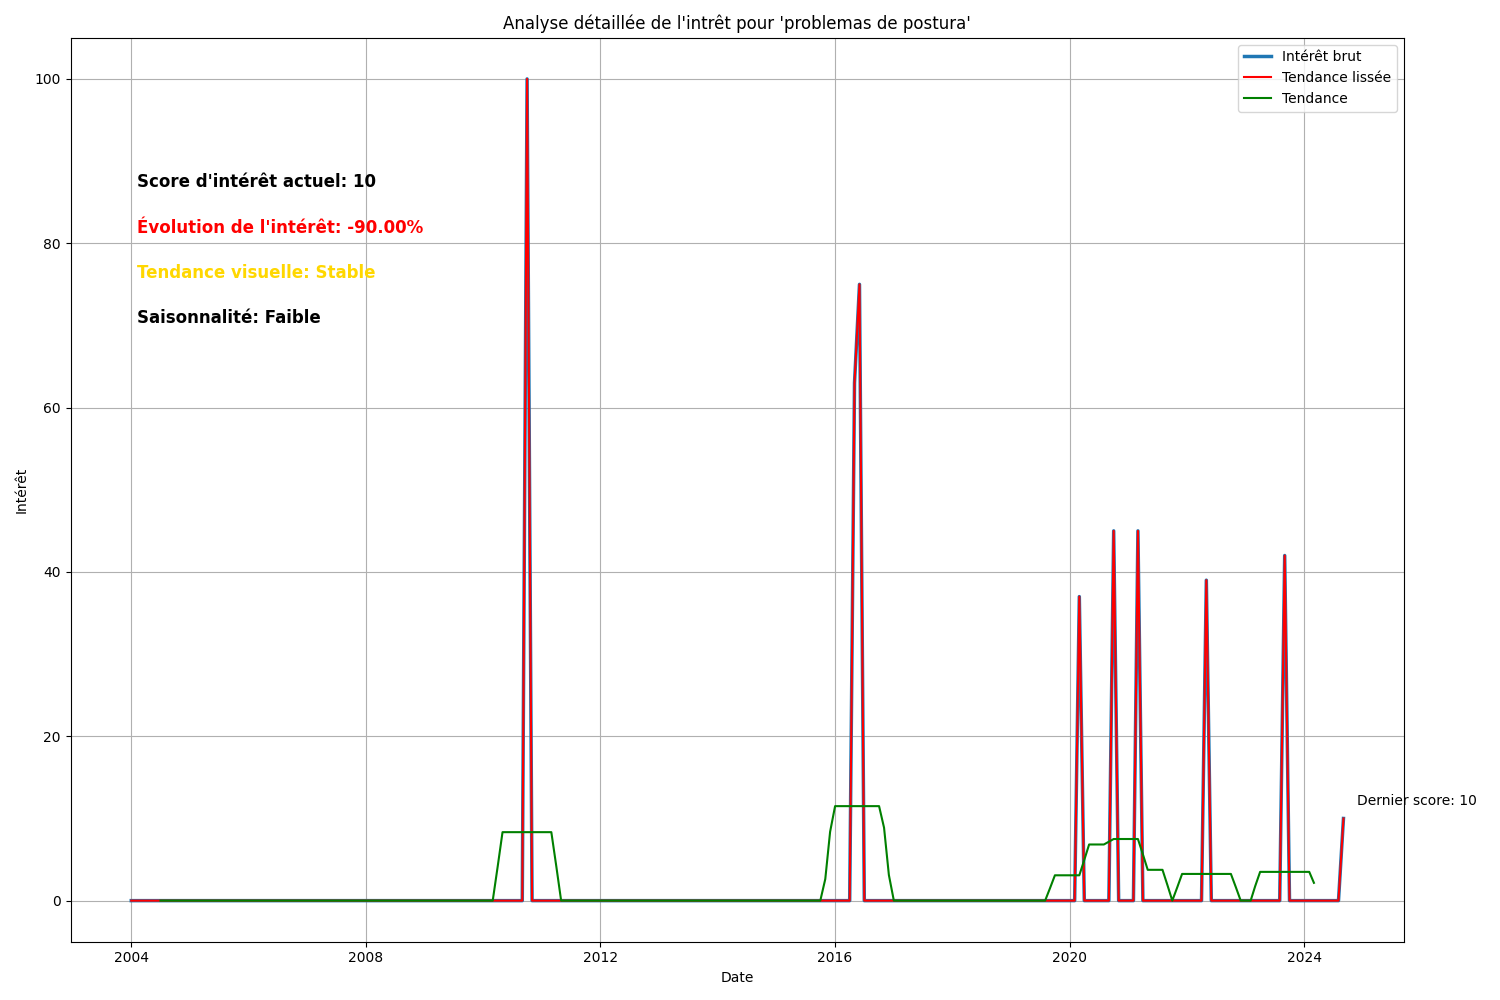 Analyse détaillée de l'intrêt pour 'problemas de postura'
Intérêt brut
Tendance lissée
Tendance
Score d'intérêt actuel: 10
Évolution de l'intérêt: -90.00%
Tendance visuelle: Stable
Saisonnalité: Faible
Dernier score: 10
Intérêt
100
80
60
40
20
0
2004
2008
2012
2016
2020
2024
Date